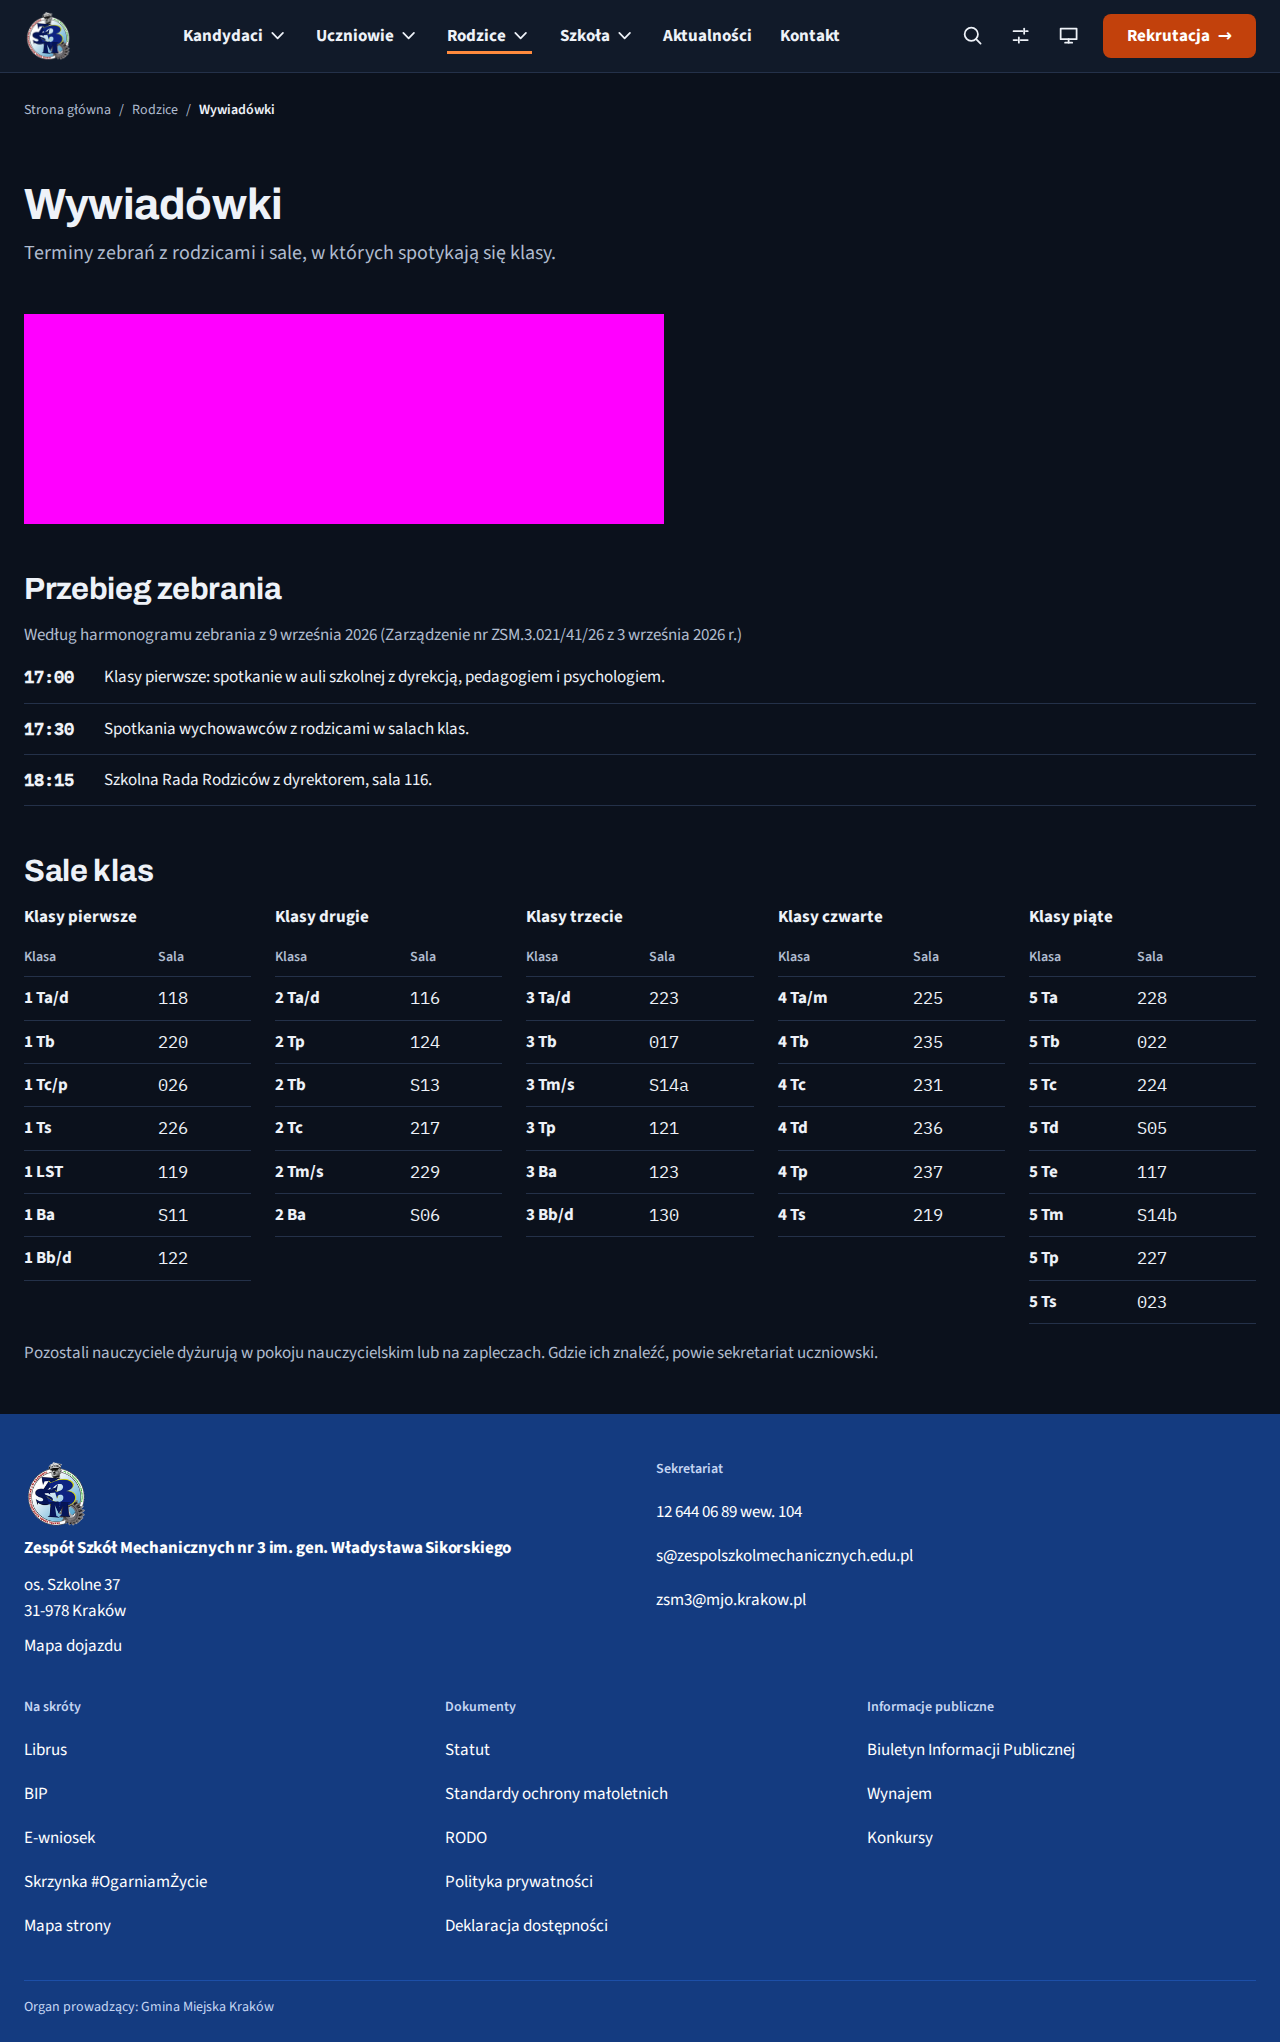 Kandydaci
Uczniowie
Rodzice
Szkoła
Aktualności
Kontakt
Rekrutacja →
Strona główna / Rodzice / Wywiadówki
Wywiadówki
Terminy zebrań z rodzicami i sale, w których spotykają się klasy.
Przebieg zebrania
Według harmonogramu zebrania z 9 września 2026 (Zarządzenie nr ZSM.3.021/41/26 z 3 września 2026 r.)
17:00 Klasy pierwsze: spotkanie w auli szkolnej z dyrekcją, pedagogiem i psychologiem.
17:30 Spotkania wychowawców z rodzicami w salach klas.
18:15 Szkolna Rada Rodziców z dyrektorem, sala 116.
Sale klas
Klasy pierwsze
Klasa Sala
1 Ta/d 118
1 Tb 220
1 Tc/p 026
1 Ts 226
1 LST 119
1 Ba S11
1 Bb/d 122
Klasy drugie
Klasa Sala
2 Ta/d 116
2 Tp 124
2 Tb S13
2 Tc 217
2 Tm/s 229
2 Ba S06
Klasy trzecie
Klasa Sala
3 Ta/d 223
3 Tb 017
3 Tm/s S14a
3 Tp 121
3 Ba 123
3 Bb/d 130
Klasy czwarte
Klasa Sala
4 Ta/m 225
4 Tb 235
4 Tc 231
4 Td 236
4 Tp 237
4 Ts 219
Klasy piąte
Klasa Sala
5 Ta 228
5 Tb 022
5 Tc 224
5 Td S05
5 Te 117
5 Tm S14b
5 Tp 227
5 Ts 023
Pozostali nauczyciele dyżurują w pokoju nauczycielskim lub na zapleczach. Gdzie ich znaleźć, powie sekretariat uczniowski.
Zespół Szkół Mechanicznych nr 3 im. gen. Władysława Sikorskiego
os. Szkolne 37
31-978 Kraków
Mapa dojazdu
Sekretariat
12 644 06 89 wew. 104
s@zespolszkolmechanicznych.edu.pl
zsm3@mjo.krakow.pl
Na skróty
Librus
BIP
E-wniosek
Skrzynka #OgarniamŻycie
Mapa strony
Dokumenty
Statut
Standardy ochrony małoletnich
RODO
Polityka prywatności
Deklaracja dostępności
Informacje publiczne
Biuletyn Informacji Publicznej
Wynajem
Konkursy
Organ prowadzący: Gmina Miejska Kraków